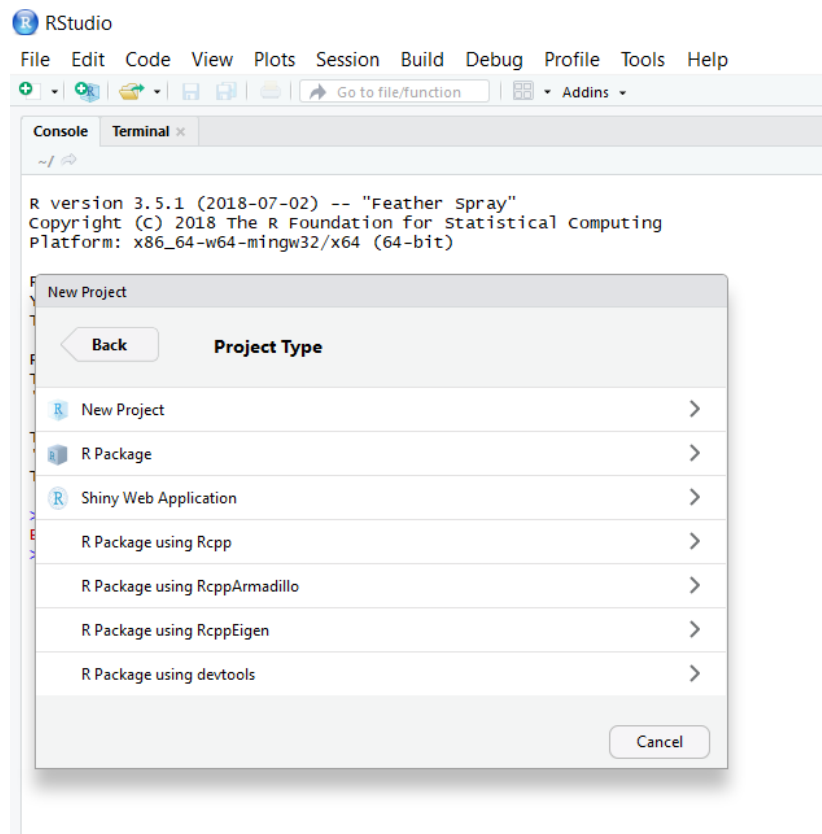 RStudio
File Edit Code View Plots Session Build Debug Profile Tools Help
Go to file/function Addins
Console Terminal
~/
R version 3.5.1 (2018-07-02) -- "Feather Spray"
Copyright (C) 2018 The R Foundation for Statistical Computing
Platform: x86_64-w64-mingw32/x64 (64-bit)
New Project
Back Project Type
New Project
R Package
Shiny Web Application
R Package using Rcpp
R Package using RcppArmadillo
R Package using RcppEigen
R Package using devtools
Cancel